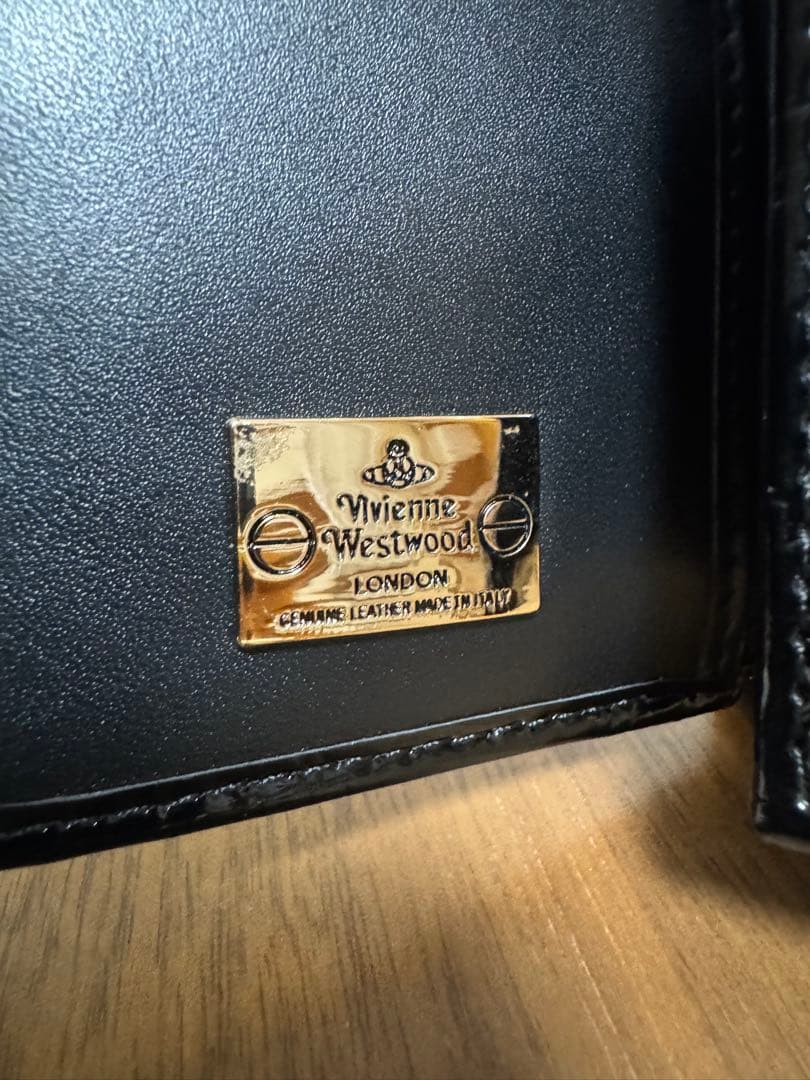 Vivienne
Westwood
LONDON
GENUINE LEATHER MADE IN ITALY